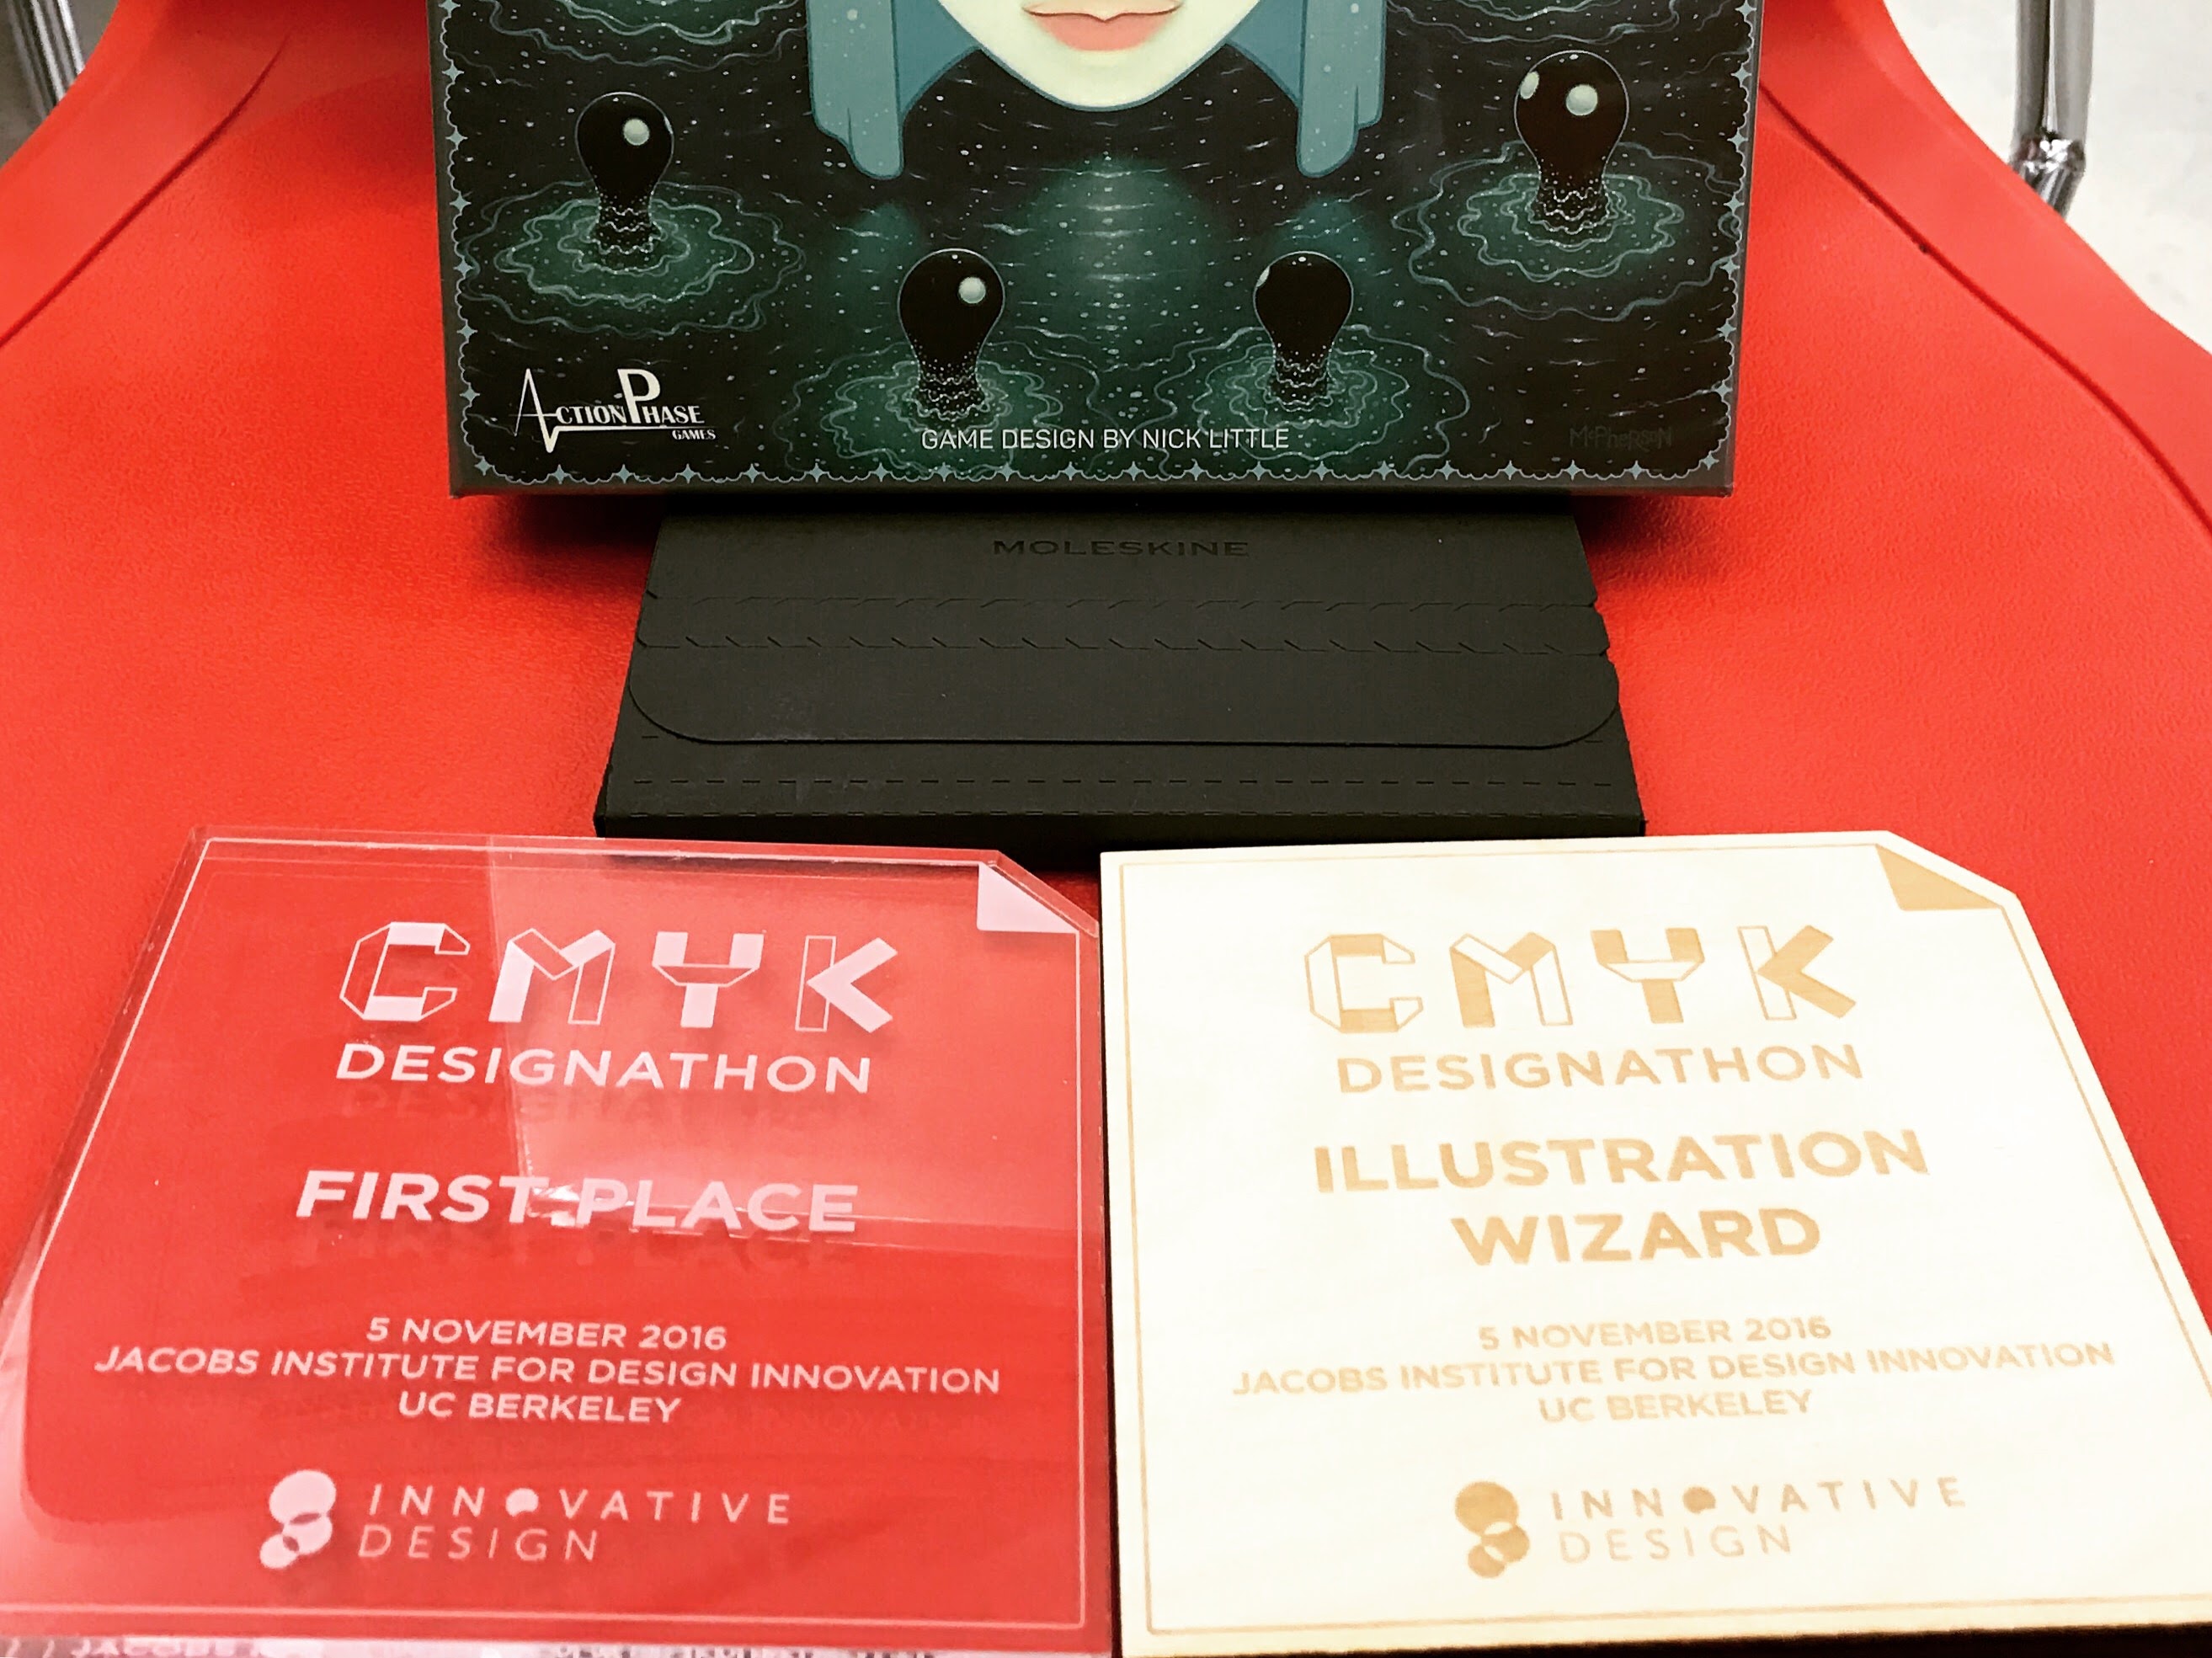 ACTION PHASE
GAMES
GAME DESIGN BY NICK LITTLE
McPHERSON
MOLESKINE
CMYK
DESIGNATHON
FIRST PLACE
5 NOVEMBER 2016
JACOBS INSTITUTE FOR DESIGN INNOVATION
UC BERKELEY
INNOVATIVE
DESIGN
CMYK
DESIGNATHON
ILLUSTRATION
WIZARD
5 NOVEMBER 2016
JACOBS INSTITUTE FOR DESIGN INNOVATION
UC BERKELEY
INNOVATIVE
DESIGN